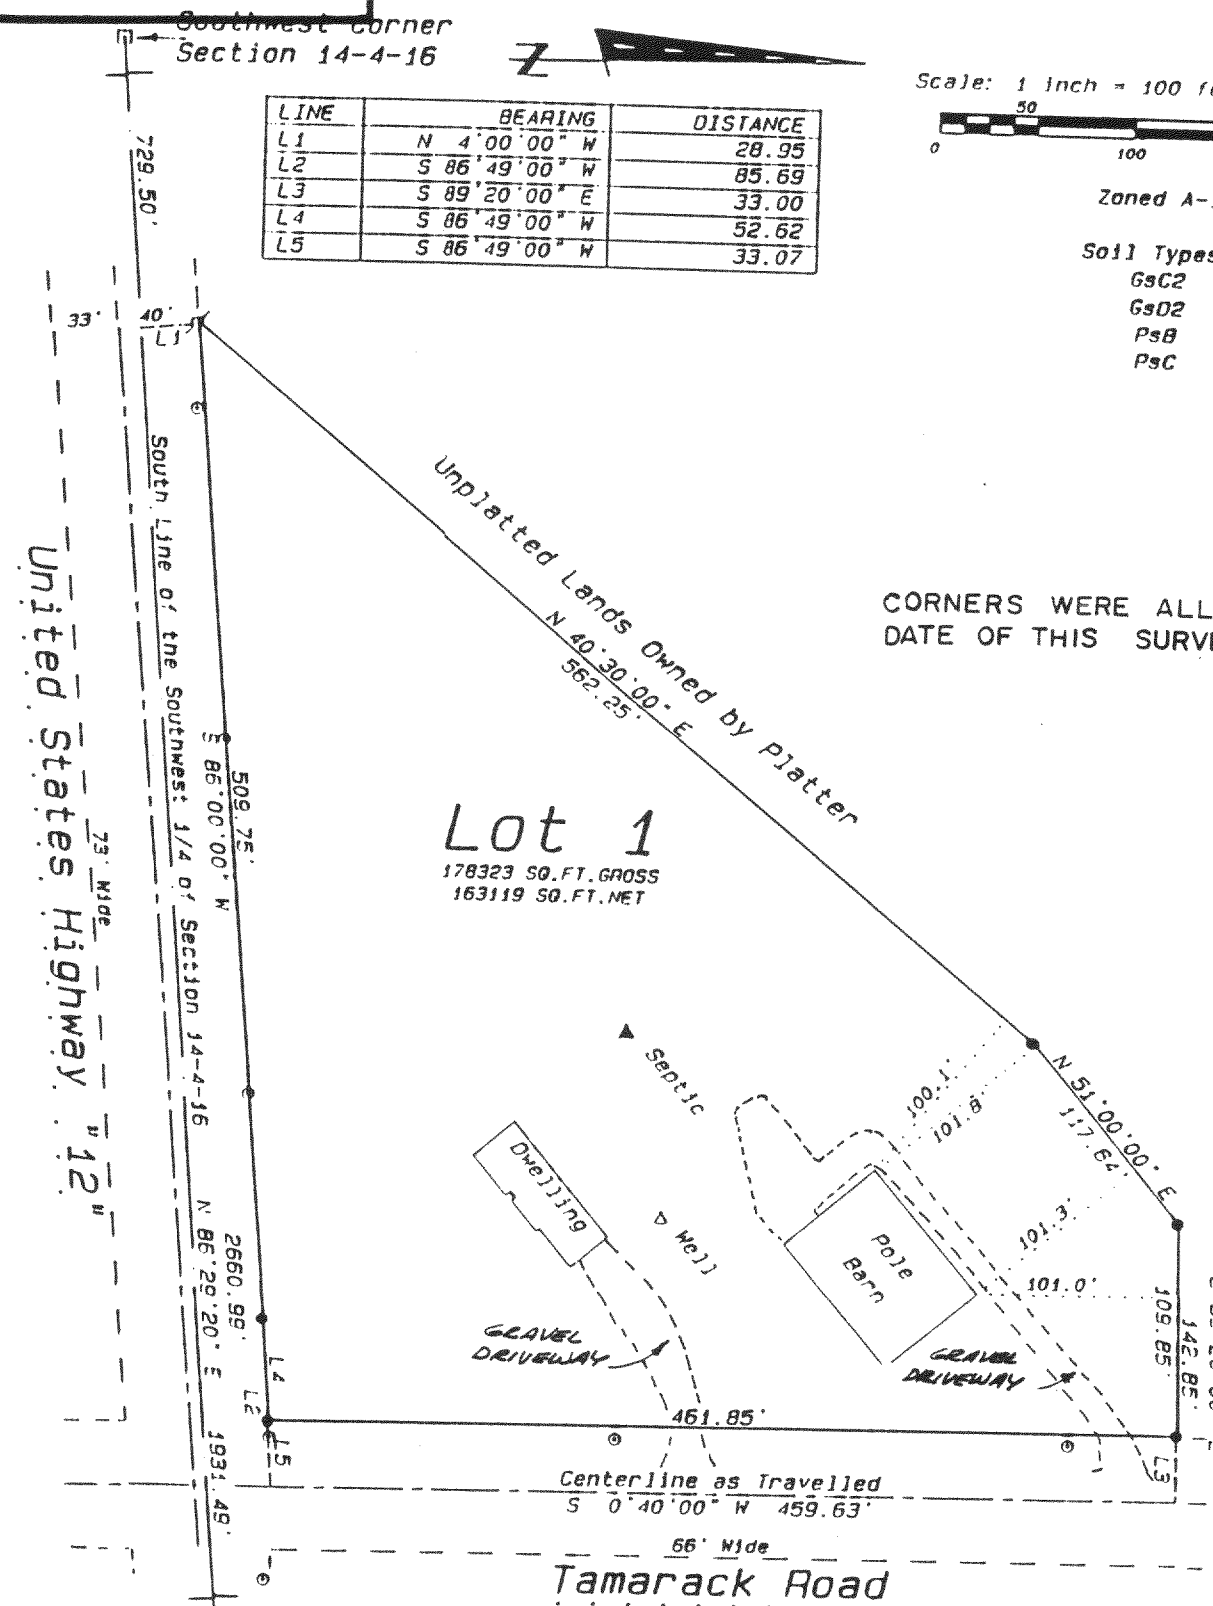 Southwest Corner
Section 14-4-16
Z
Scale: 1 inch = 100
50
0
100
LINE BEARING DISTANCE
L1 N 4°00'00" W 28.95
L2 S 86°49'00" W 85.69
L3 S 89°20'00" E 33.00
L4 S 86°49'00" W 52.62
L5 S 86°49'00" W 33.07
Zoned A-
Soil Types
GsC2
GsD2
PsB
PsC
729.50'
33'
40'
L1
South Line of the Southwest 1/4 of Section 14-4-16
Unplatted Lands Owned by Platter
N 40°30'00" E
562.25'
CORNERS WERE ALL
DATE OF THIS
United States Highway "12"
73' Wide
509.75'
S 86°00'00" W
Lot 1
178323 SQ.FT.GROSS
163119 SQ.FT.NET
Septic
Dwelling
Well
Pole
Barn
100.1'
101.8'
N 51°00'00" E
117.64'
101.3'
101.0'
109.85'
142.85'
2660.99'
N 86°29'20" E
1931.49'
L4
L2
L5
L3
GRAVEL
DRIVEWAY
GRAVEL
DRIVEWAY
461.85'
Centerline as Travelled
S 0°40'00" W 459.63'
66' Wide
Tamarack Road